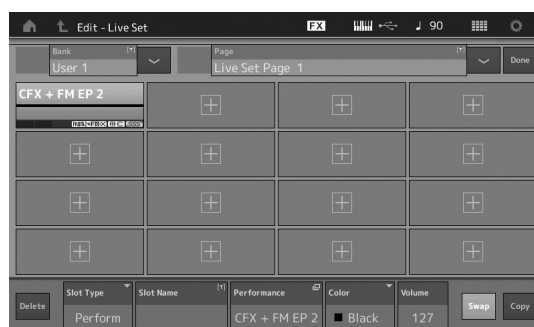 Edit - Live Set FX ♩ 90
Bank [T] Page [T]
User 1 Live Set Page 1 Done
CFX + FM EP 2
Slot Type Slot Name [T] Performance Color Volume
Delete Perform CFX + FM EP 2 Black 127 Swap Copy